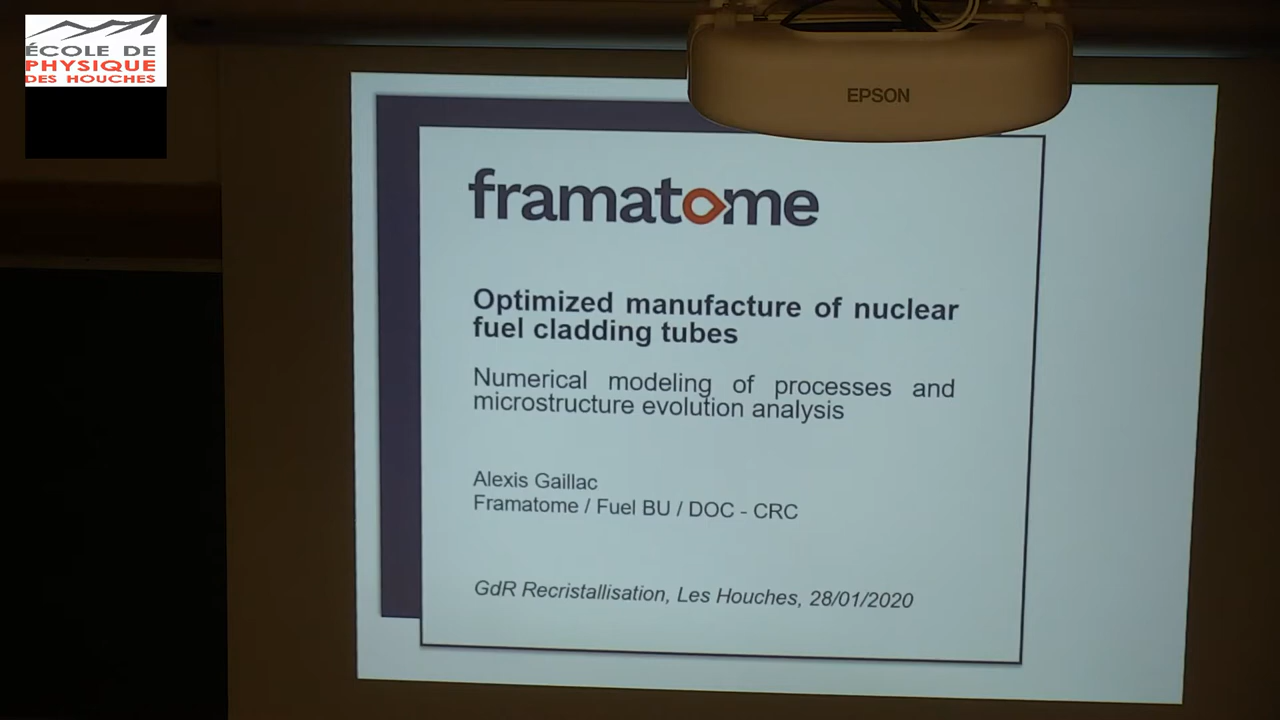 ÉCOLE DE
PHYSIQUE
DES HOUCHES
EPSON
framatome
Optimized manufacture of nuclear
fuel cladding tubes
Numerical modeling of processes and
microstructure evolution analysis
Alexis Gaillac
Framatome / Fuel BU / DOC - CRC
GdR Recristallisation, Les Houches, 28/01/2020